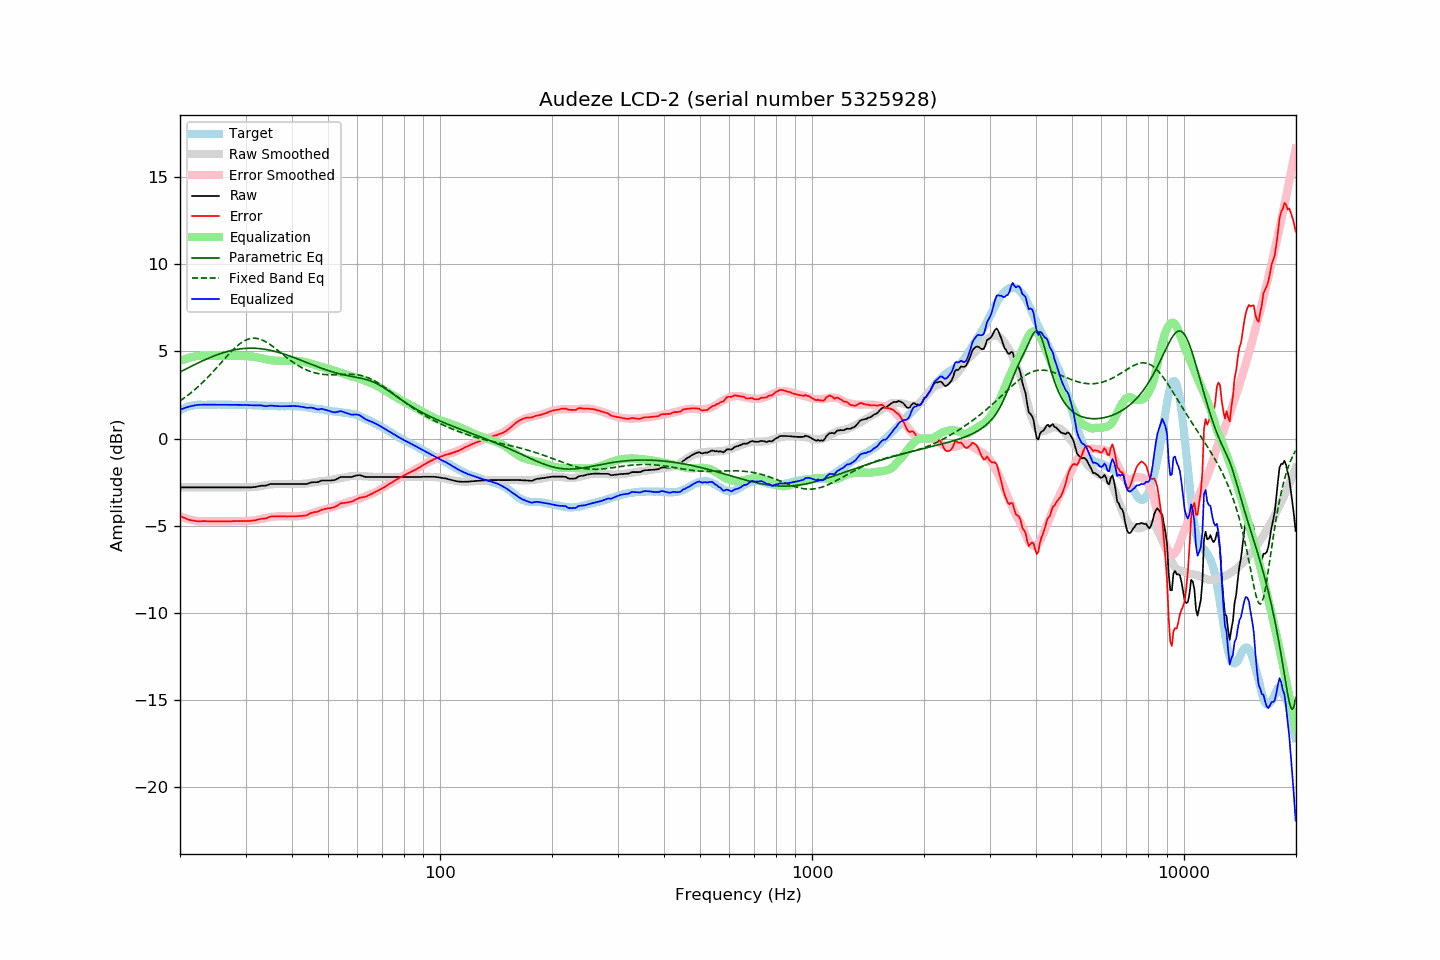 Audeze LCD-2 (serial number 5325928)
Target
Raw Smoothed
Error Smoothed
Raw
Error
Equalization
Parametric Eq
Fixed Band Eq
Equalized
15
10
5
0
−5
−10
−15
−20
Amplitude (dBr)
100
1000
10000
Frequency (Hz)